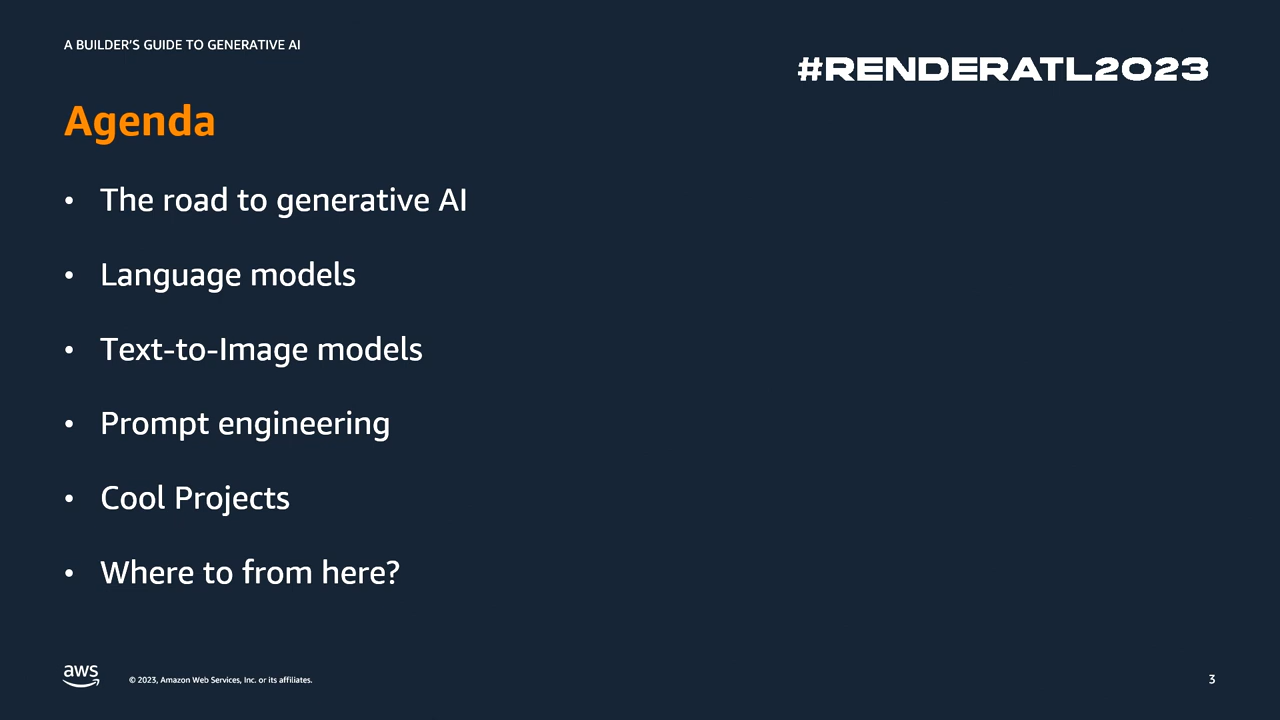 A BUILDER'S GUIDE TO GENERATIVE AI
#RENDERATL2023
Agenda
• The road to generative AI
• Language models
• Text-to-Image models
• Prompt engineering
• Cool Projects
• Where to from here?
aws
© 2023, Amazon Web Services, Inc. or its affiliates.
3